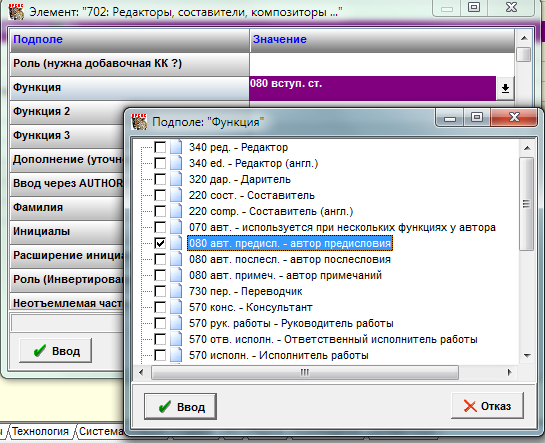 Элемент: "702: Редакторы, составители, композиторы ..."
Подполе Значение
Роль (нужна добавочная КК ?)
Функция 080 вступ. ст.
Функция 2
Функция 3
Дополнение (уточне
Ввод через AUTHOR
Фамилия
Инициалы
Расширение инициа
Роль (Инвертирован
Неотъемлемая част
Ввод
Подполе: "Функция"
340 ред. - Редактор
340 ed. - Редактор (англ.)
320 дар. - Даритель
220 сост. - Составитель
220 comp. - Составитель (англ.)
070 авт. - используется при нескольких функциях у автора
080 авт. предисл. - автор предисловия
080 авт. послесл. - автор послесловия
080 авт. примеч. - автор примечаний
730 пер. - Переводчик
570 конс. - Консультант
570 рук. работы - Руководитель работы
570 отв. исполн. - Ответственный исполнитель работы
570 исполн. - Исполнитель работы
Ввод Отказ
Технология Система